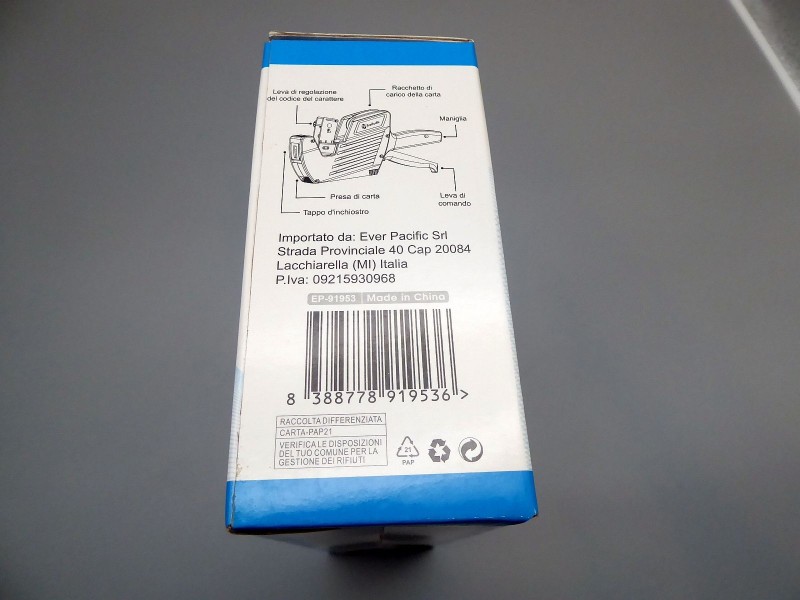 Leva di regolazione
del codice del carattere
Racchetto di
carico della carta
Maniglia
Presa di carta
Tappo d'inchiostro
Leva di
comando
Importato da: Ever Pacific Srl
Strada Provinciale 40 Cap 20084
Lacchiarella (MI) Italia
P.Iva: 09215930968
EP-91953 Made in China
8 388778 919536 >
RACCOLTA DIFFERENZIATA
CARTA-PAP21
VERIFICA LE DISPOSIZIONI
DEL TUO COMUNE PER LA
GESTIONE DEI RIFIUTI
21
PAP